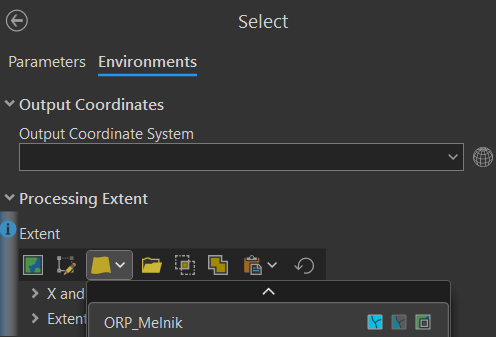 Select
Parameters Environments
Output Coordinates
Output Coordinate System
Processing Extent
Extent
X and
Extent
ORP_Melnik